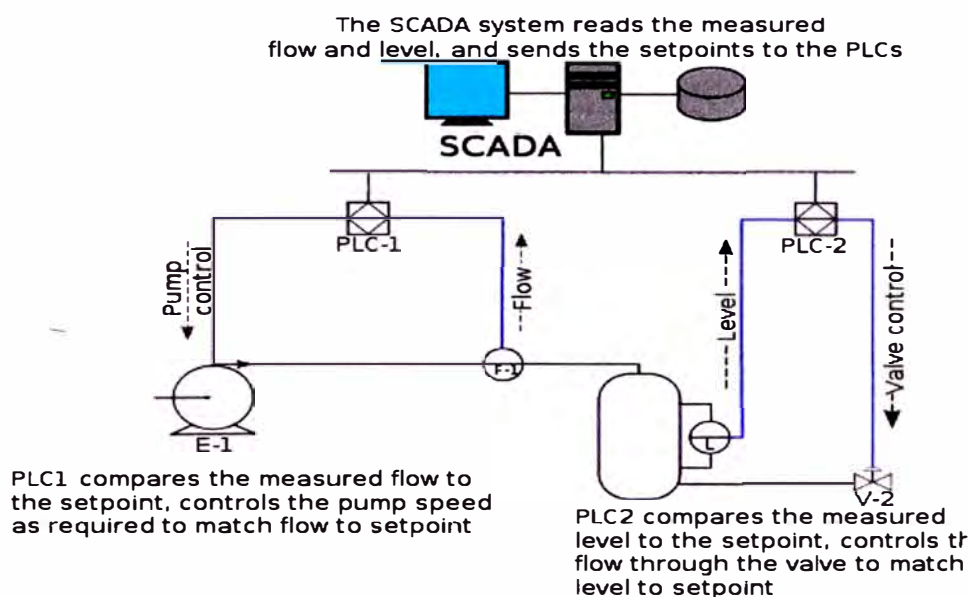 The SCADA system reads the measured
flow and level. and sends the setpoints to the PLCs
SCADA
PLC-1
PLC-2
Pump
control
Flow
Level
Valve control
F-1
L
E-1
V-2
PLC1 compares the measured flow to
the setpoint, controls the pump speed
as required to match flow to setpoint
PLC2 compares the measured
level to the setpoint, controls th
flow through the valve to match
level to setpoint